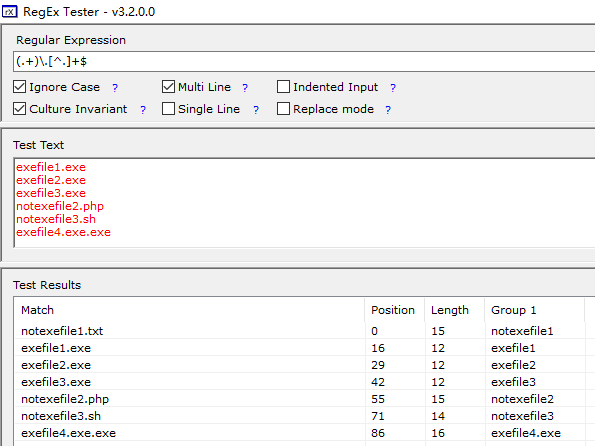 RegEx Tester - v3.2.0.0
Regular Expression
(.+)\.[^.]+$
Ignore Case ? Multi Line ? Indented Input ?
Culture Invariant ? Single Line ? Replace mode ?
Test Text
exefile1.exe
exefile2.exe
exefile3.exe
notexefile2.php
notexefile3.sh
exefile4.exe.exe
Test Results
Match Position Length Group 1
notexefile1.txt 0 15 notexefile1
exefile1.exe 16 12 exefile1
exefile2.exe 29 12 exefile2
exefile3.exe 42 12 exefile3
notexefile2.php 55 15 notexefile2
notexefile3.sh 71 14 notexefile3
exefile4.exe.exe 86 16 exefile4.exe